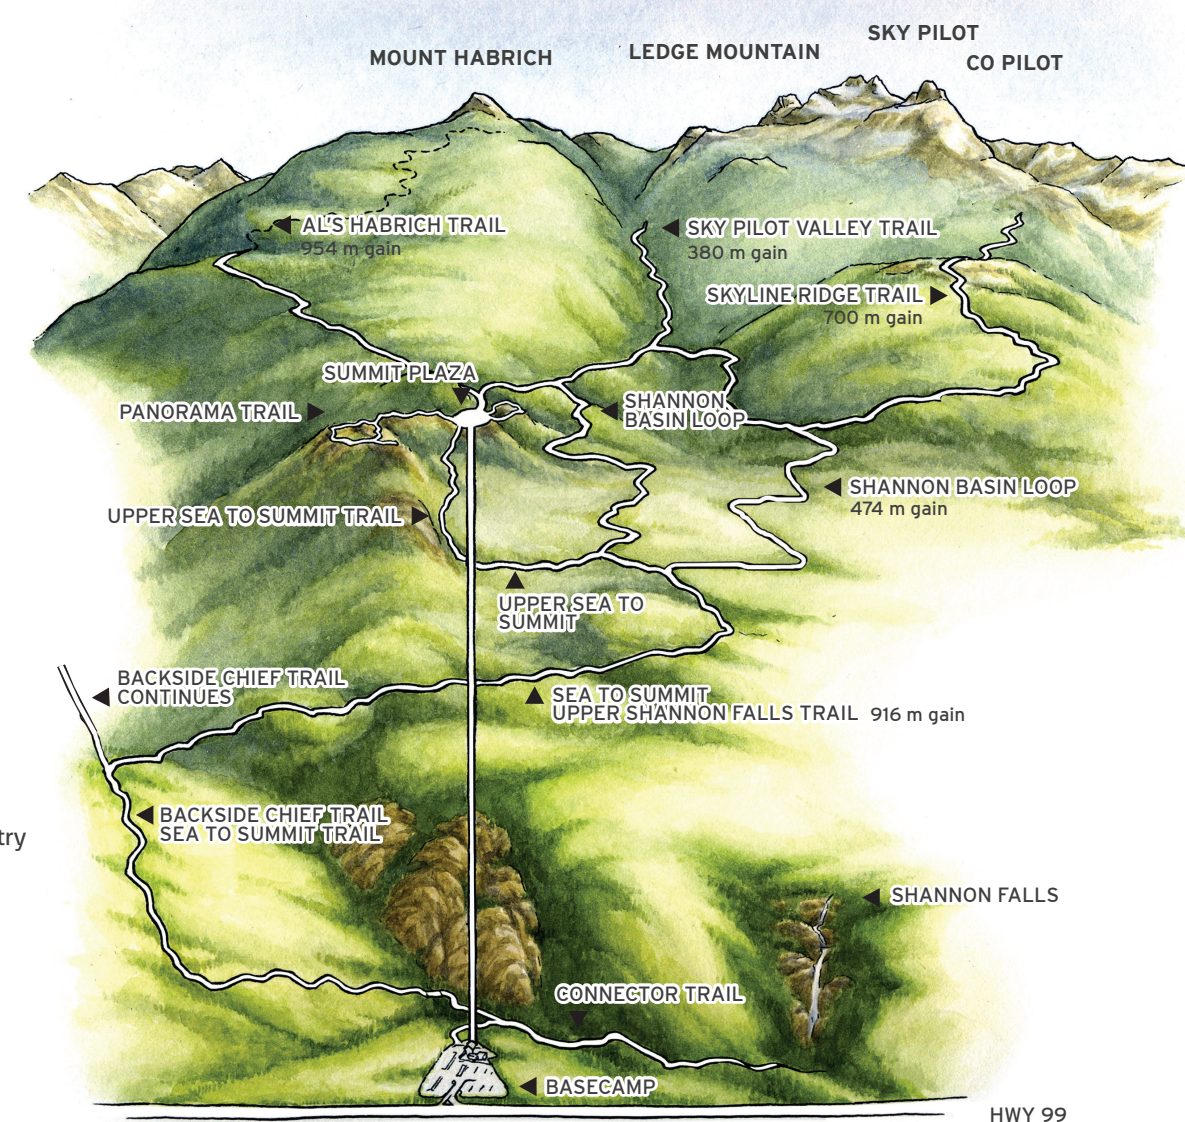 SKY PILOT
MOUNT HABRICH
LEDGE MOUNTAIN
CO PILOT
AL'S HABRICH TRAIL
954 m gain
SKY PILOT VALLEY TRAIL
380 m gain
SKYLINE RIDGE TRAIL
700 m gain
SUMMIT PLAZA
PANORAMA TRAIL
SHANNON
BASIN LOOP
SHANNON BASIN LOOP
474 m gain
UPPER SEA TO SUMMIT TRAIL
UPPER SEA TO
SUMMIT
BACKSIDE CHIEF TRAIL
CONTINUES
SEA TO SUMMIT
UPPER SHANNON FALLS TRAIL 916 m gain
BACKSIDE CHIEF TRAIL
SEA TO SUMMIT TRAIL
try
SHANNON FALLS
CONNECTOR TRAIL
BASECAMP
HWY 99